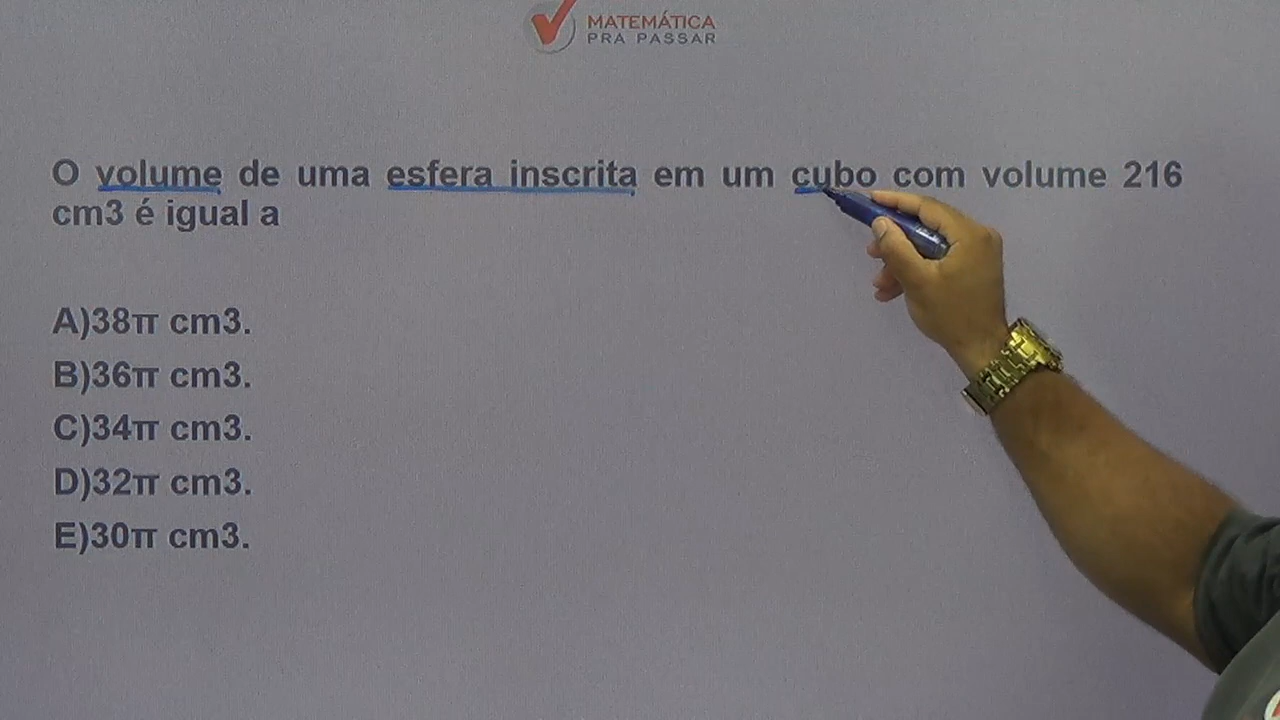 MATEMÁTICA
PRA PASSAR
O volume de uma esfera inscrita em um cubo com volume 216
cm3 é igual a
A)38π cm3.
B)36π cm3.
C)34π cm3.
D)32π cm3.
E)30π cm3.